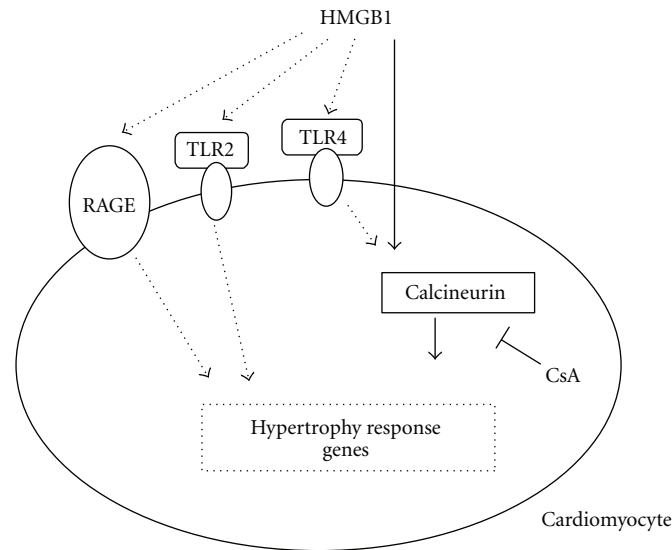 HMGB1
TLR4
TLR2
RAGE
Calcineurin
CsA
Hypertrophy response
genes
Cardiomyocyte